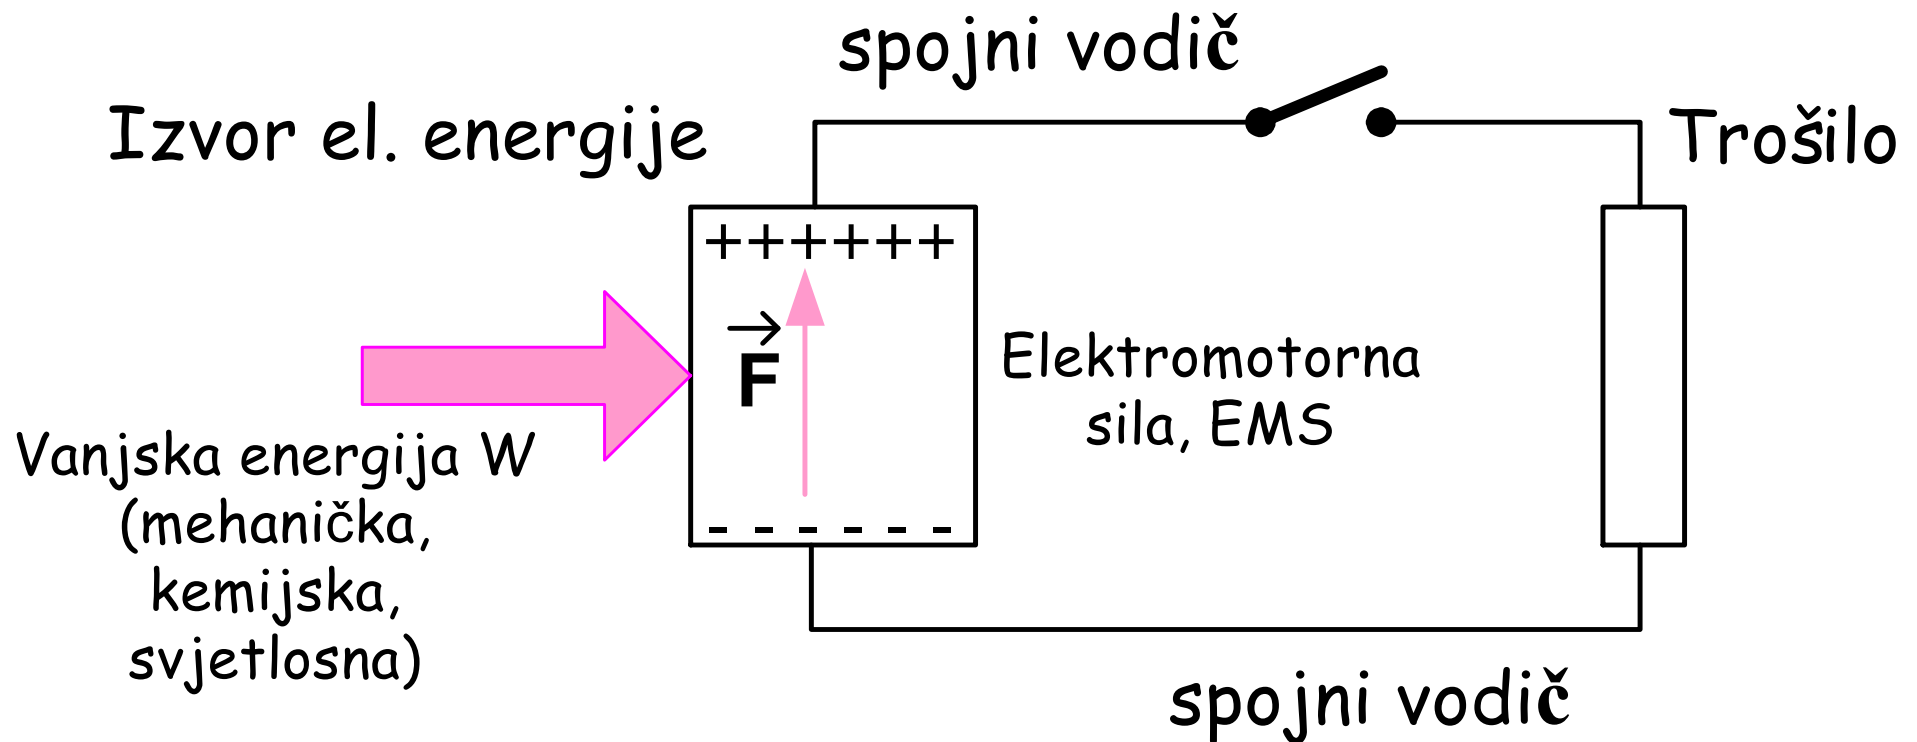 spojni vodič
Izvor el. energije
Trošilo
++++++
F
Elektromotorna
sila, EMS
Vanjska energija W
(mehanička,
kemijska,
svjetlosna)
- - - - - -
spojni vodič